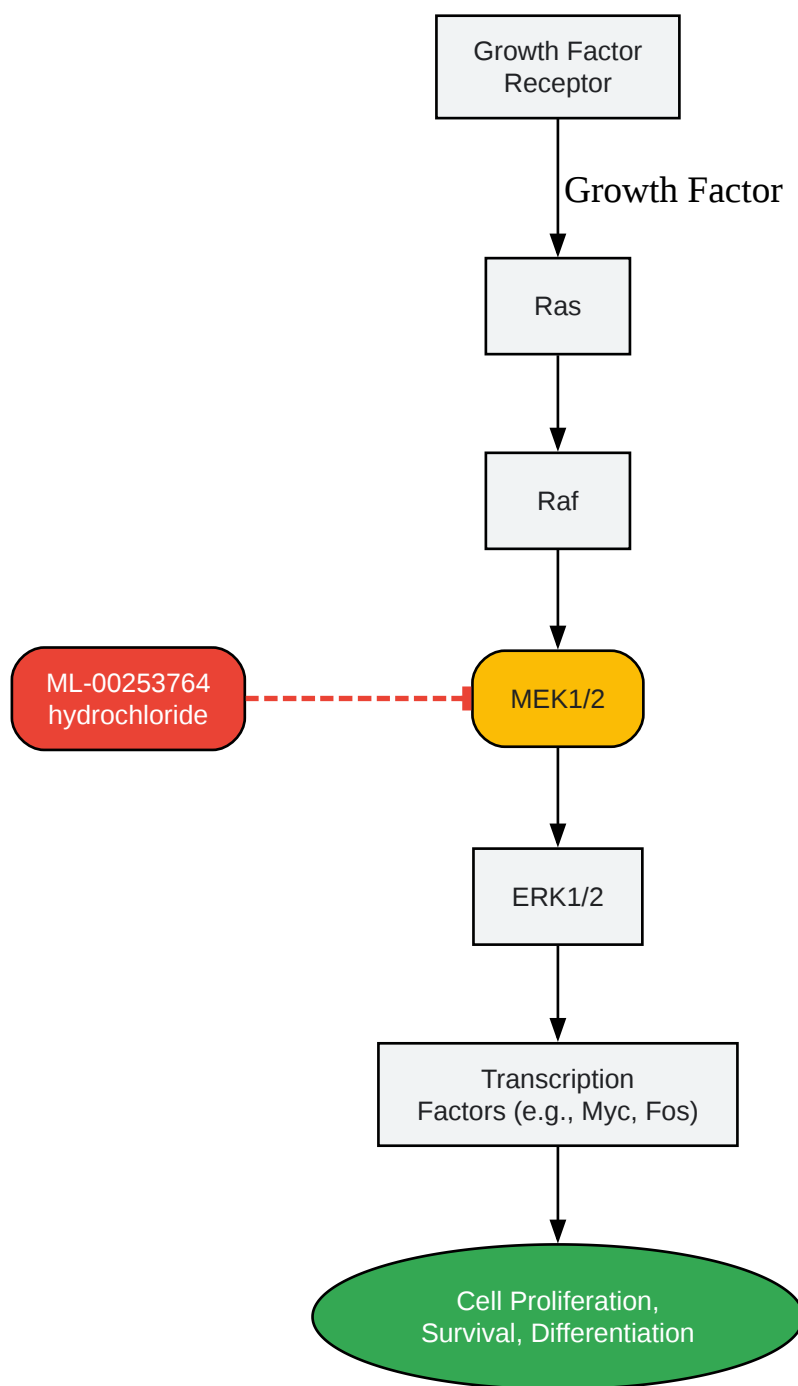 Growth Factor
Receptor
Growth Factor
Ras
Raf
ML-00253764
hydrochloride
MEK1/2
ERK1/2
Transcription
Factors (e.g., Myc, Fos)
Cell Proliferation,
Survival, Differentiation